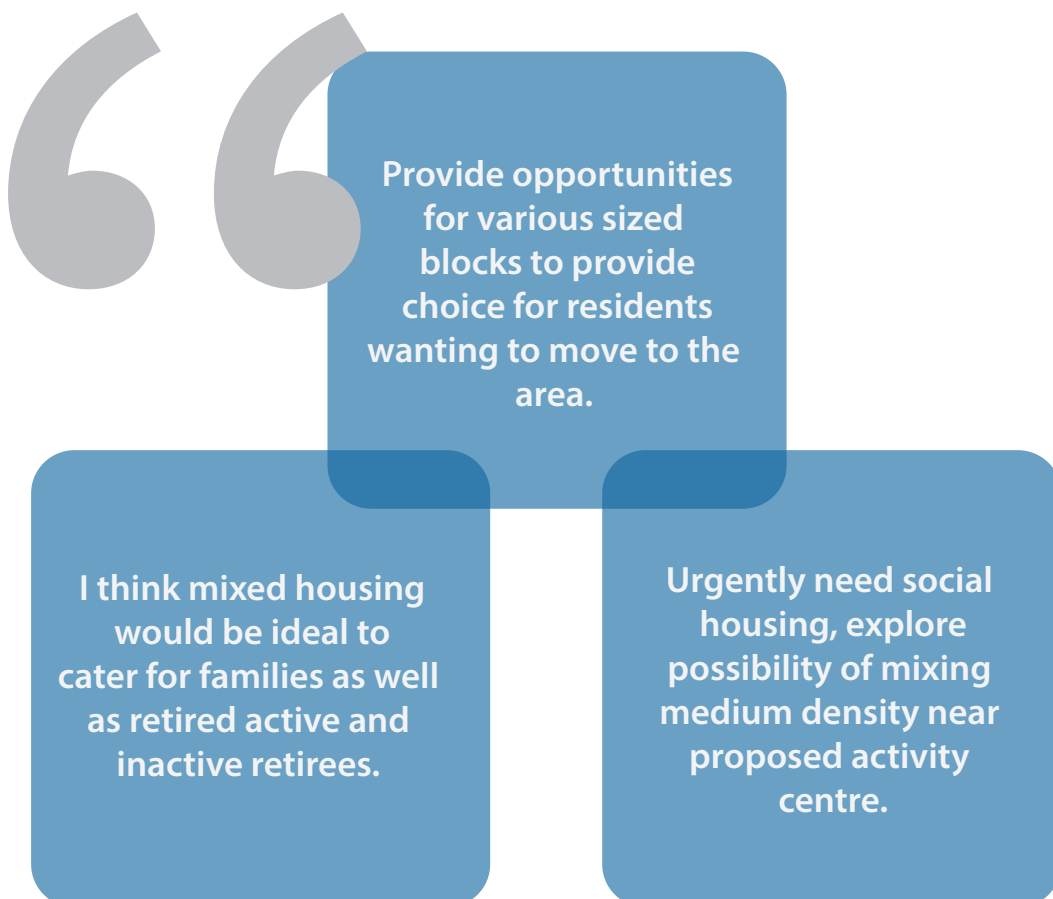 Provide opportunities
for various sized
blocks to provide
choice for residents
wanting to move to the
area.
I think mixed housing
would be ideal to
cater for families as well
as retired active and
inactive retirees.
Urgently need social
housing, explore
possibility of mixing
medium density near
proposed activity
centre.